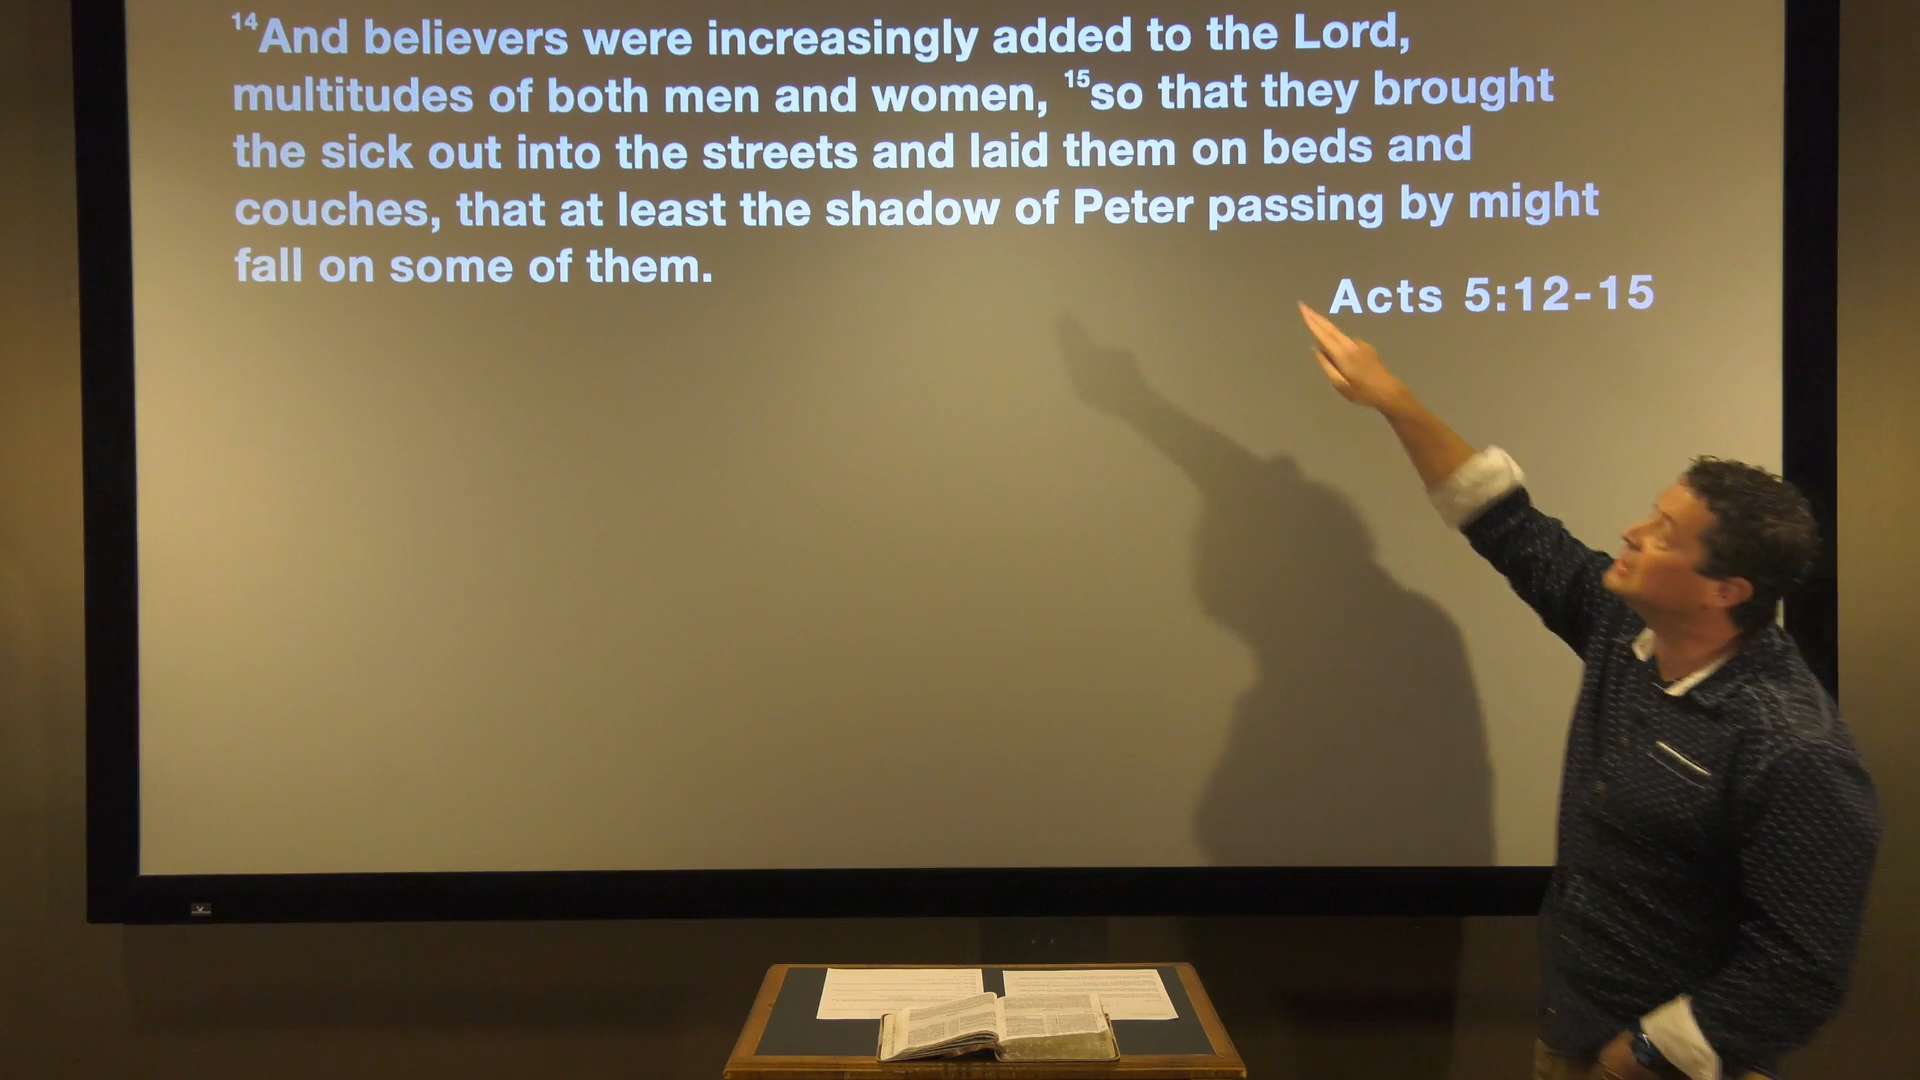 ¹⁴And believers were increasingly added to the Lord,
multitudes of both men and women, ¹⁵so that they brought
the sick out into the streets and laid them on beds and
couches, that at least the shadow of Peter passing by might
fall on some of them.
Acts 5:12-15